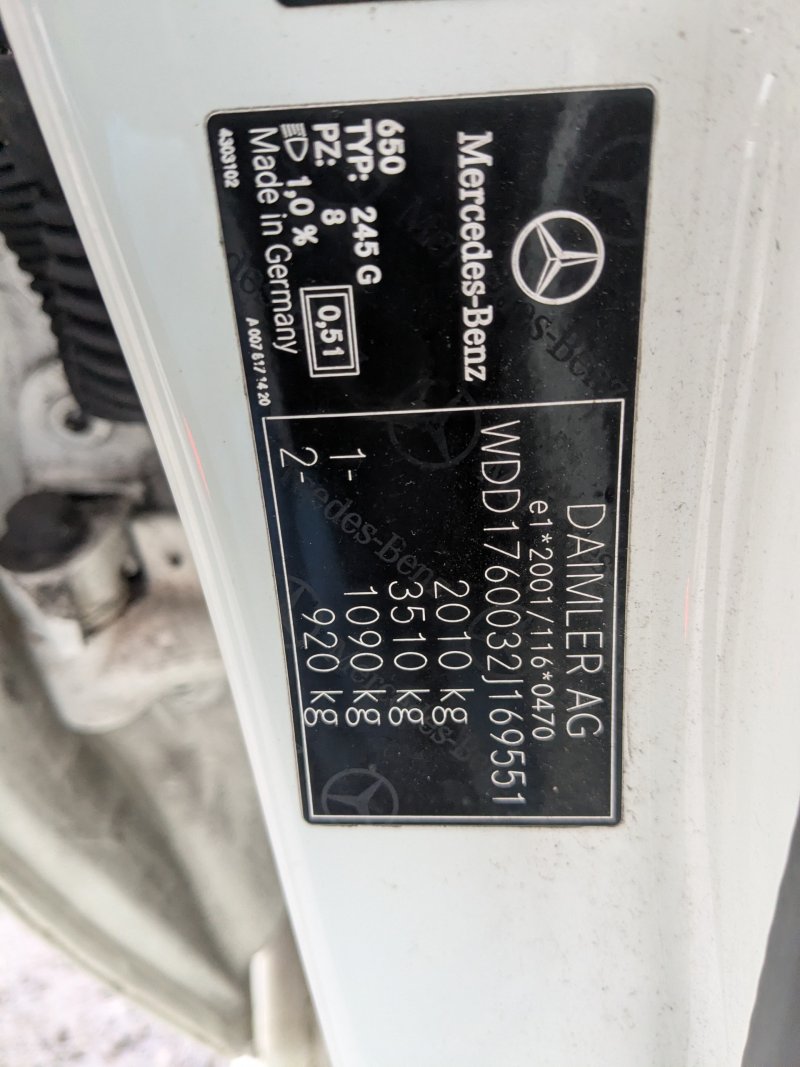 Mercedes-Benz
650
TYP: 245 G
PZ: 8
1,0 %
0,51
Made in Germany
4303102
A 007 817 14 20
DAIMLER AG
e1*2001/116*0470
WDD1760032J169551
2010 kg
3510 kg
1- 1090 kg
2- 920 kg